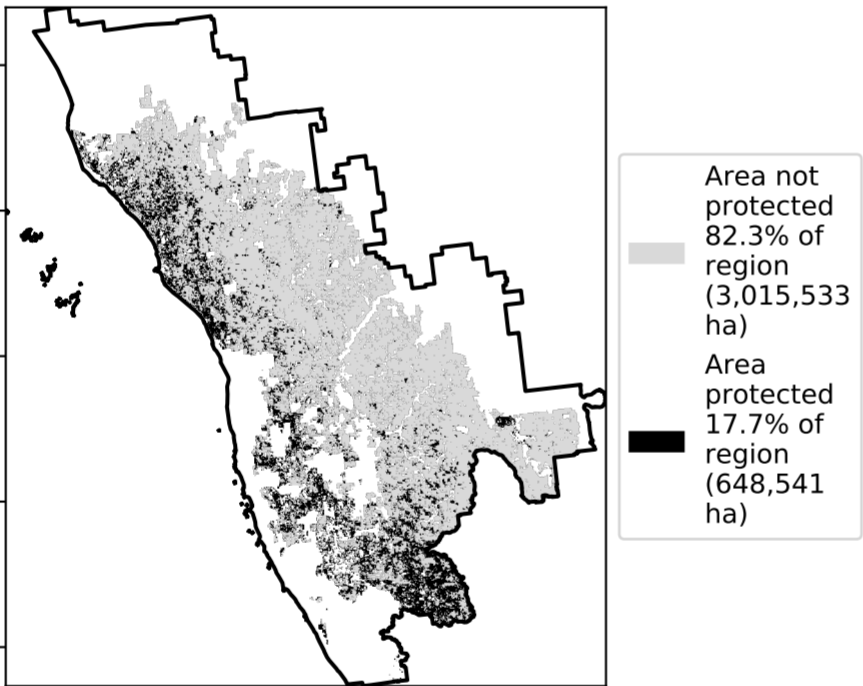 Area not
protected
82.3% of
region
(3,015,533
ha)
Area
protected
17.7% of
region
(648,541
ha)